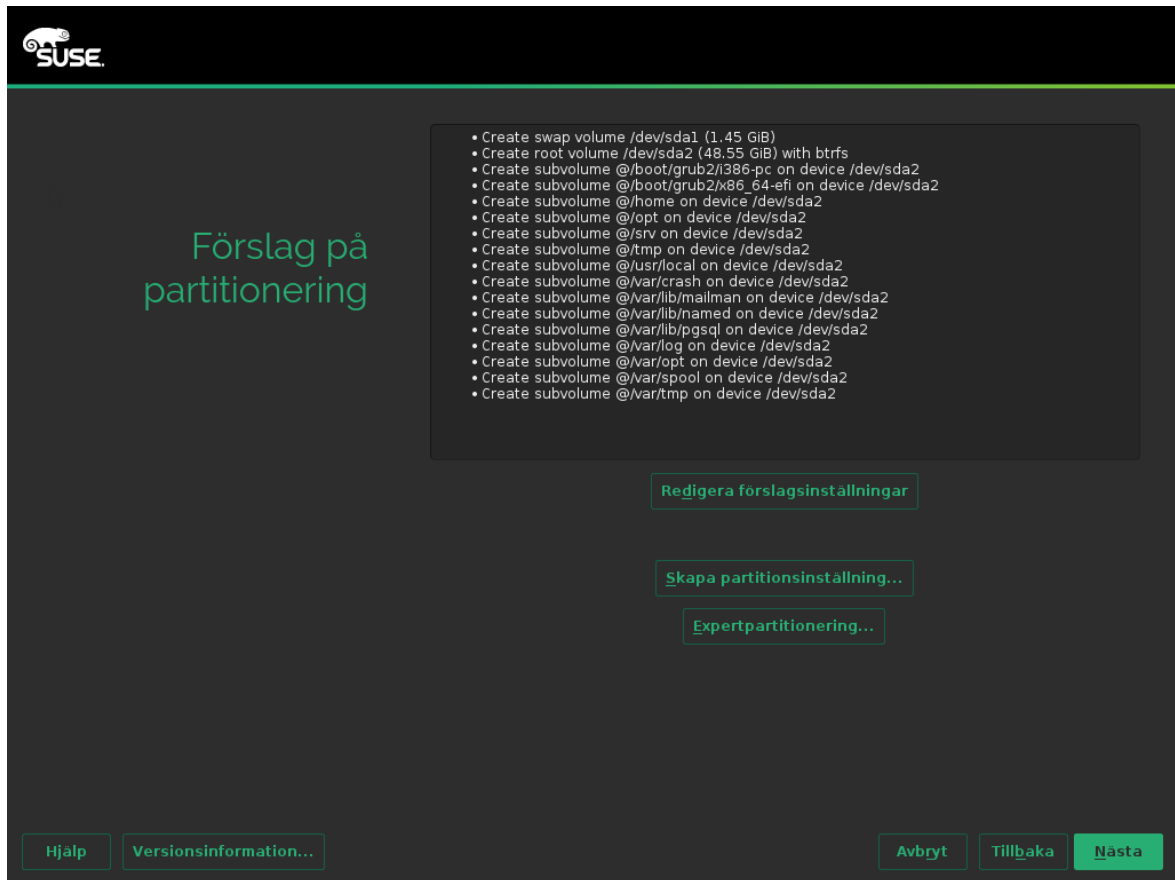 SUSE.
Förslag på
partitionering
• Create swap volume /dev/sda1 (1.45 GiB)
• Create root volume /dev/sda2 (48.55 GiB) with btrfs
• Create subvolume @/boot/grub2/i386-pc on device /dev/sda2
• Create subvolume @/boot/grub2/x86_64-efi on device /dev/sda2
• Create subvolume @/home on device /dev/sda2
• Create subvolume @/opt on device /dev/sda2
• Create subvolume @/srv on device /dev/sda2
• Create subvolume @/tmp on device /dev/sda2
• Create subvolume @/usr/local on device /dev/sda2
• Create subvolume @/var/crash on device /dev/sda2
• Create subvolume @/var/lib/mailman on device /dev/sda2
• Create subvolume @/var/lib/named on device /dev/sda2
• Create subvolume @/var/lib/pgsql on device /dev/sda2
• Create subvolume @/var/log on device /dev/sda2
• Create subvolume @/var/opt on device /dev/sda2
• Create subvolume @/var/spool on device /dev/sda2
• Create subvolume @/var/tmp on device /dev/sda2
Redigera förslagsinställningar
Skapa partitionsinställning...
Expertpartitionering...
Hjälp Versionsinformation... Avbryt Tillbaka Nästa